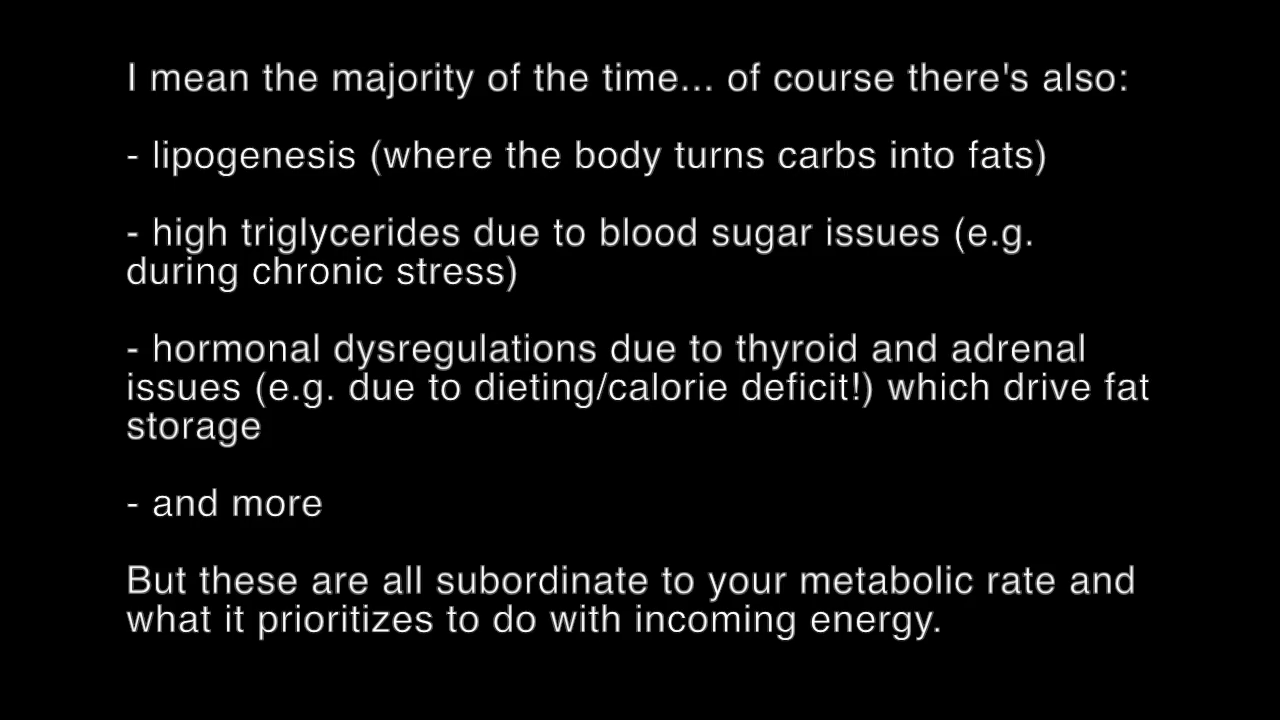 I mean the majority of the time... of course there's also:
- lipogenesis (where the body turns carbs into fats)
- high triglycerides due to blood sugar issues (e.g.
during chronic stress)
- hormonal dysregulations due to thyroid and adrenal
issues (e.g. due to dieting/calorie deficit!) which drive fat
storage
- and more
But these are all subordinate to your metabolic rate and
what it prioritizes to do with incoming energy.